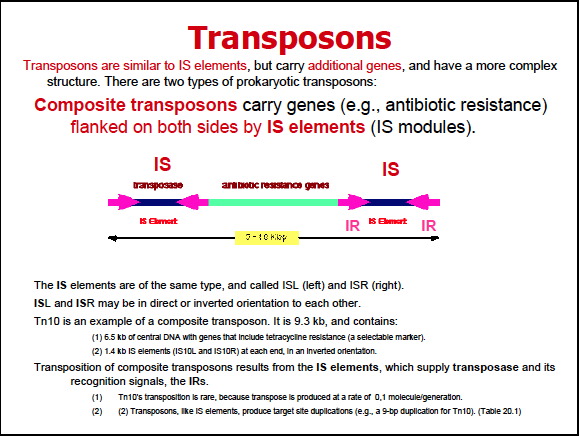 Transposons
Transposons are similar to IS elements, but carry additional genes, and have a more complex
structure. There are two types of prokaryotic transposons:
Composite transposons carry genes (e.g., antibiotic resistance)
flanked on both sides by IS elements (IS modules).
IS
IS
transposase
antibiotic resistance genes
IS Element
IR
IS Element
IR
The IS elements are of the same type, and called ISL (left) and ISR (right).
ISL and ISR may be in direct or inverted orientation to each other.
Tn10 is an example of a composite transposon. It is 9.3 kb, and contains:
(1) 6.5 kb of central DNA with genes that include tetracycline resistance (a selectable marker).
(2) 1.4 kb IS elements (IS10L and IS10R) at each end, in an inverted orientation.
Transposition of composite transposons results from the IS elements, which supply transposase and its
recognition signals, the IRs.
(1) Tn10's transposition is rare, because transpose is produced at a rate of 0,1 molecule/generation.
(2) (2) Transposons, like IS elements, produce target site duplications (e.g., a 9-bp duplication for Tn10). (Table 20.1)